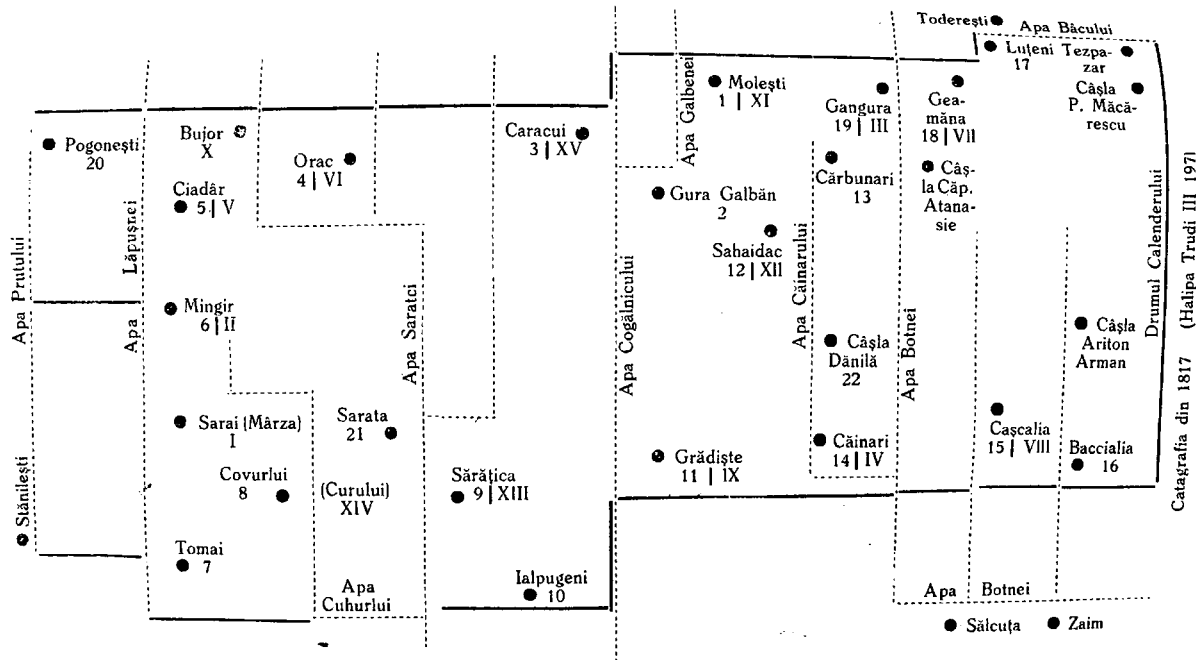 Toderești
Apa Bâcului
Luțeni
17
Tezpa-
zar
Câșla
P. Măcă-
rescu
Pogonești
20
Bujor
X
Orac
4 | VI
Ciadâr
5 | V
Caracui
3 | XV
Apa Galbenei
Molești
1 | XI
Gangura
19 | III
Gea-
măna
18 | VII
Câș-
la Căp.
Atana-
sie
Gura Galbăn
2
Cărbunari
13
Sahaidac
12 | XII
Apa Prutului
Apa Lăpușnei
Mingir
6 | II
Apa Saratci
Apa Cogâlnicului
Apa Căinarului
Câșla
Dănilă
22
Apa Botnei
Câșla
Ariton
Arman
Drumul Calenderului
Catagrafia din 1817 (Halipa Trudi III 197)
Sarai (Mârza)
I
Sarata
21
Covurlui
8
(Curului)
XIV
Sărățica
9 | XIII
Grădiște
11 | IX
Căinari
14 | IV
Cașcalia
15 | VIII
Baccialia
16
Stănilești
Tomai
7
Apa
Cuhurlui
Ialpugeni
10
Apa Botnei
Sălcuța
Zaim